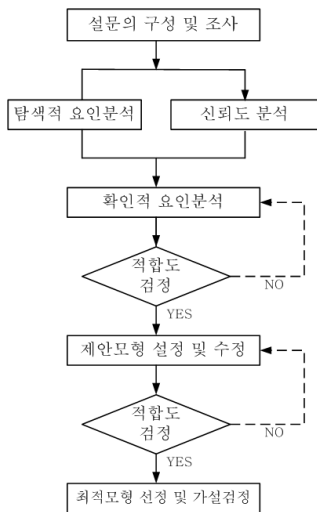 설문의 구성 및 조사
탐색적 요인분석
신뢰도 분석
확인적 요인분석
적합도
검정
NO
YES
제안모형 설정 및 수정
적합도
검정
NO
YES
최적모형 선정 및 가설검정